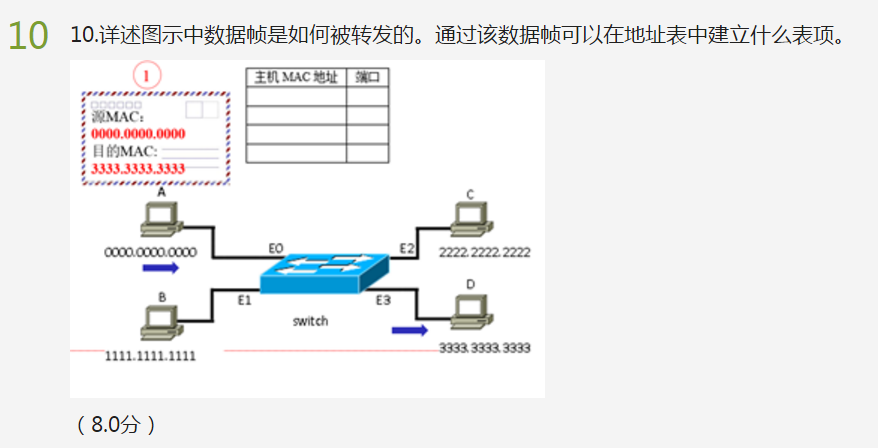 10
10.详述图示中数据帧是如何被转发的。通过该数据帧可以在地址表中建立什么表项。
1
主机 MAC 地址 端口
源MAC:
0000.0000.0000
目的MAC:
3333.3333.3333
A
C
0000.0000.0000
E0
E2
2222.2222.2222
B
E1
E3
D
switch
1111.1111.1111
3333.3333.3333
（8.0分）